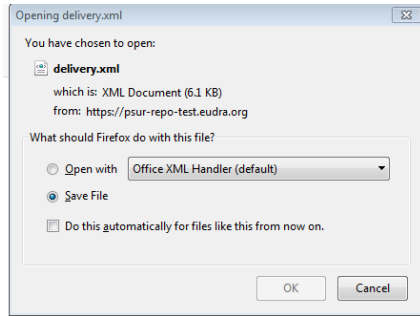 Opening delivery.xml
You have chosen to open:
delivery.xml
which is: XML Document (6.1 KB)
from: https://psur-repo-test.eudra.org
What should Firefox do with this file?
Open with Office XML Handler (default)
Save File
Do this automatically for files like this from now on.
OK Cancel